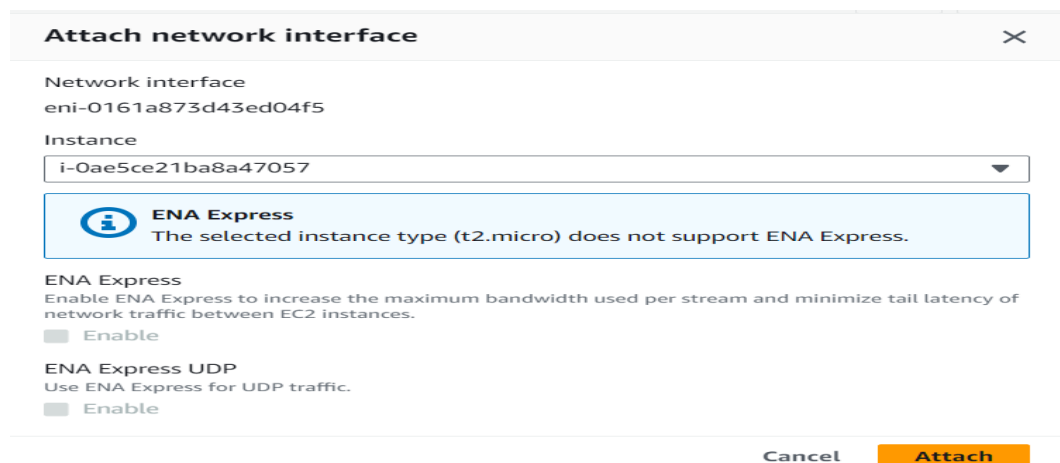 Attach network interface
Network interface
eni-0161a873d43ed04f5
Instance
i-0ae5ce21ba8a47057
ENA Express
The selected instance type (t2.micro) does not support ENA Express.
ENA Express
Enable ENA Express to increase the maximum bandwidth used per stream and minimize tail latency of
network traffic between EC2 instances.
Enable
ENA Express UDP
Use ENA Express for UDP traffic.
Enable
Cancel Attach